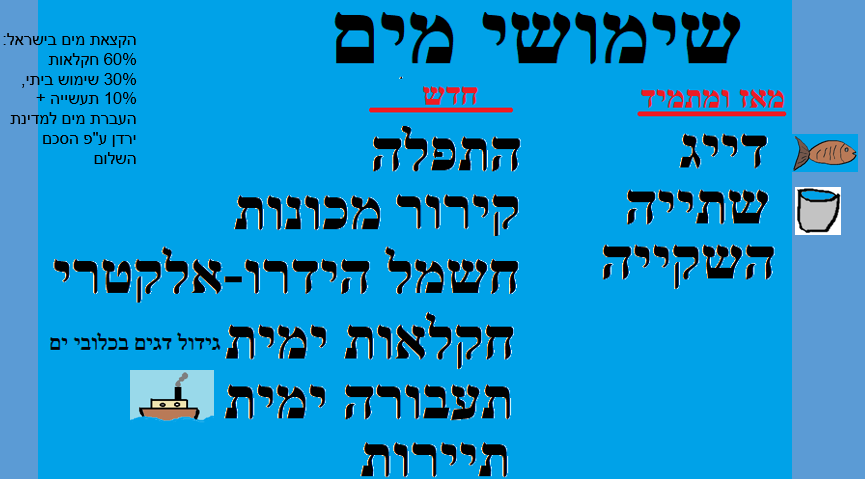 שימושי מים
מאז ומתמיד
דייג
שתייה
השקייה
חדש
התפלה
קירור מכונות
חשמל הידרו-אלקטרי
חקלאות ימית גידול דגים בכלובי ים
תעבורה ימית
תיירות
הקצאת מים בישראל:
60% חקלאות
30% שימוש ביתי,
10% תעשייה +
העברת מים למדינת
ירדן ע"פ הסכם
השלום